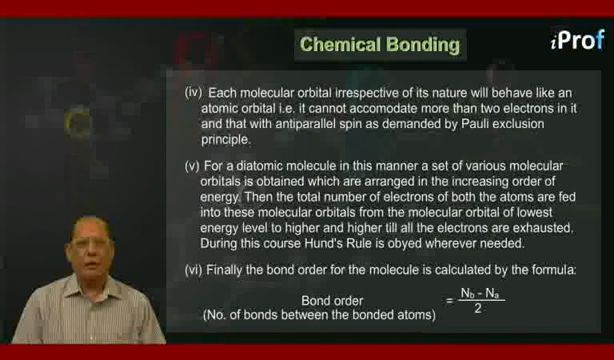 Chemical Bonding
iProf
(iv) Each molecular orbital irrespective of its nature will behave like an
atomic orbital i.e. it cannot accomodate more than two electrons in it
and that with antiparallel spin as demanded by Pauli exclusion
principle.
(v) For a diatomic molecule in this manner a set of various molecular
orbitals is obtained which are arranged in the increasing order of
energy. Then the total number of electrons of both the atoms are fed
into these molecular orbitals from the molecular orbital of lowest
energy level to higher and higher till all the electrons are exhausted.
During this course Hund's Rule is obyed wherever needed.
(vi) Finally the bond order for the molecule is calculated by the formula:
Bond order
(No. of bonds between the bonded atoms)
= Nb - Na
2